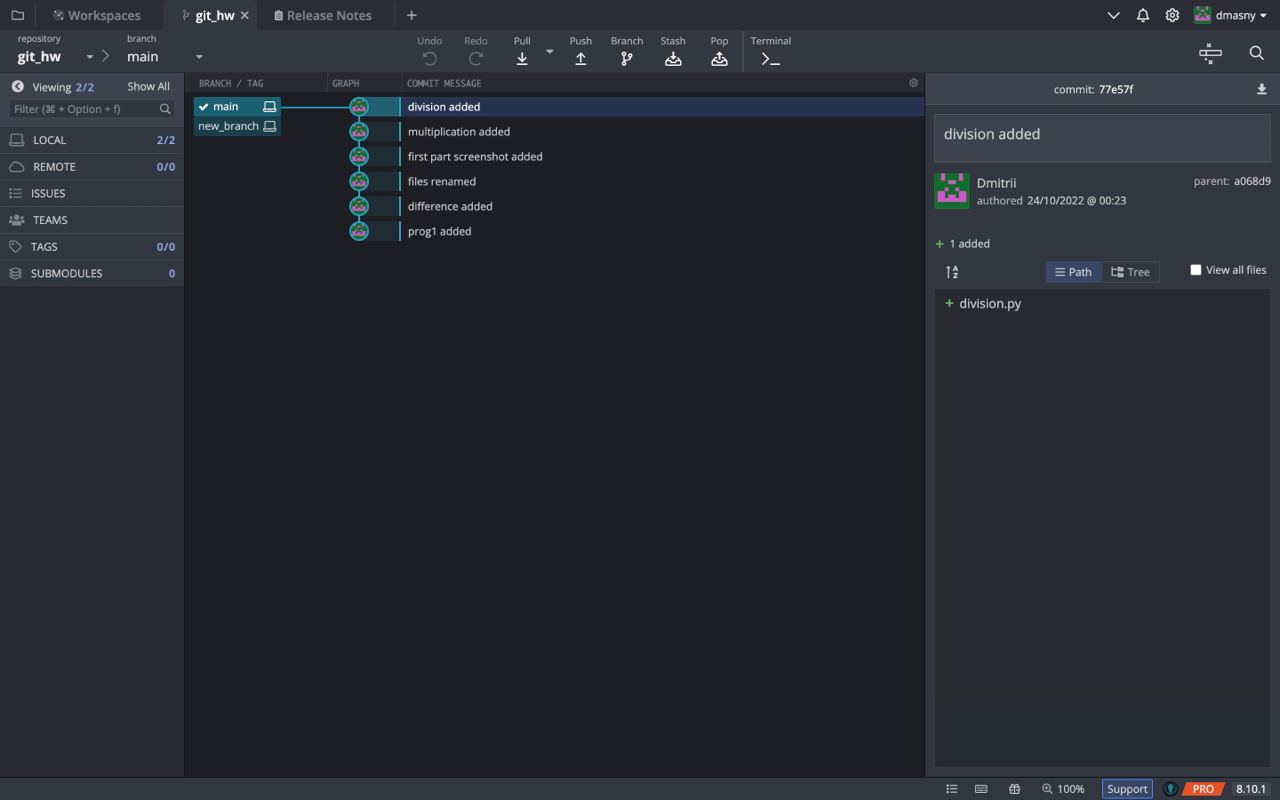 Workspaces
git_hw
Release Notes
dmasny
repository
git_hw
branch
main
Undo
Redo
Pull
Push
Branch
Stash
Pop
Terminal
Viewing 2/2
Show All
Filter (⌘ + Option + f)
LOCAL 2/2
REMOTE 0/0
ISSUES
TEAMS
TAGS 0/0
SUBMODULES 0
BRANCH / TAG
GRAPH
COMMIT MESSAGE
main
division added
new_branch
multiplication added
first part screenshot added
files renamed
difference added
prog1 added
commit: 77e57f
division added
Dmitrii
parent: a068d9
authored 24/10/2022 @ 00:23
+ 1 added
Path
Tree
View all files
+ division.py
100%
Support
PRO
8.10.1